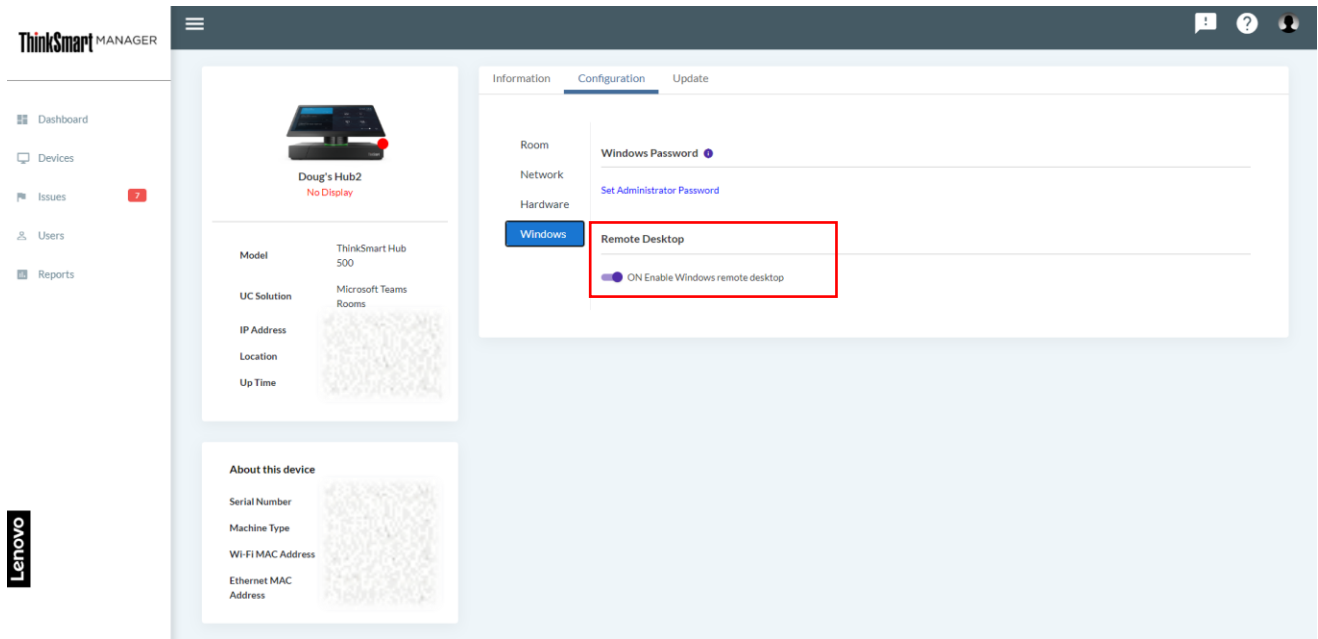 ThinkSmart MANAGER
Dashboard
Devices
Issues 7
Users
Reports
Lenovo
Doug's Hub2
No Display
Model ThinkSmart Hub
500
UC Solution Microsoft Teams
Rooms
IP Address
Location
Up Time
About this device
Serial Number
Machine Type
Wi-Fi MAC Address
Ethernet MAC
Address
Information Configuration Update
Room
Network
Hardware
Windows
Windows Password
Set Administrator Password
Remote Desktop
ON Enable Windows remote desktop